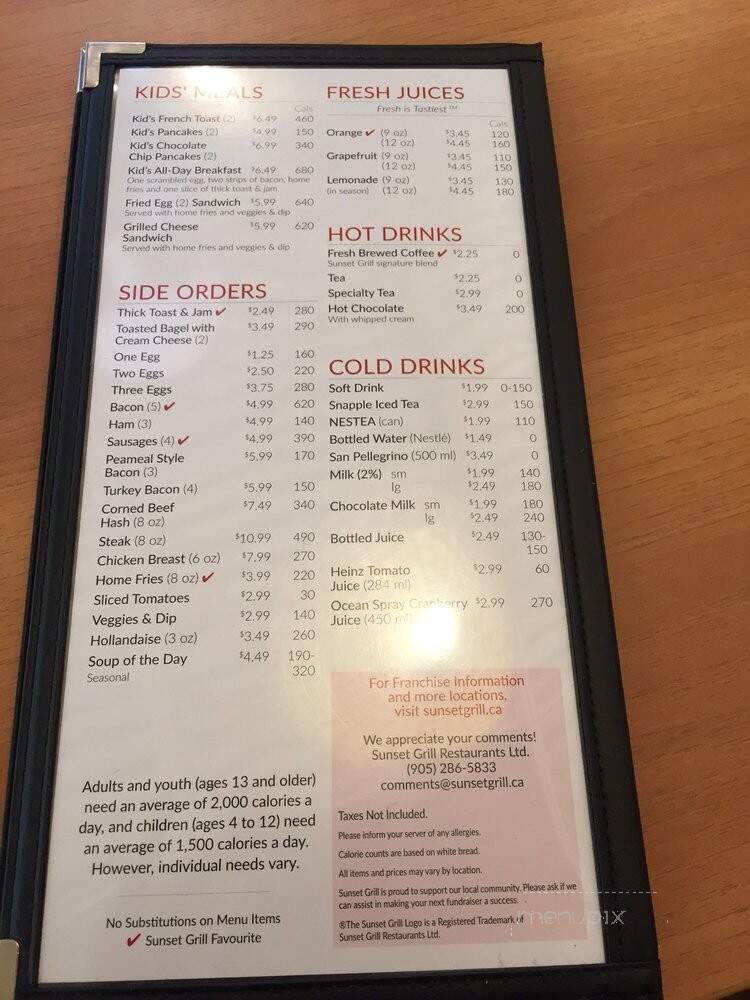 KIDS' MEALS
Cals
Kid's French Toast (2) $6.49 460
Kid's Pancakes (2) $4.99 150
Kid's Chocolate $6.99 340
Chip Pancakes (2)
Kid's All-Day Breakfast $6.49 680
One scrambled egg, two strips of bacon, home
fries and one slice of thick toast & jam
Fried Egg (2) Sandwich $5.99 640
Served with home fries and veggies & dip
Grilled Cheese $5.99 620
Sandwich
Served with home fries and veggies & dip
SIDE ORDERS
Thick Toast & Jam ✔ $2.49 280
Toasted Bagel with $3.49 290
Cream Cheese (2)
One Egg $1.25 160
Two Eggs $2.50 220
Three Eggs $3.75 280
Bacon (5) ✔ $4.99 620
Ham (3) $4.99 140
Sausages (4) ✔ $4.99 390
Peameal Style $5.99 170
Bacon (3)
Turkey Bacon (4) $5.99 150
Corned Beef $7.49 340
Hash (8 oz)
Steak (8 oz) $10.99 490
Chicken Breast (6 oz) $7.99 270
Home Fries (8 oz) ✔ $3.99 220
Sliced Tomatoes $2.99 30
Veggies & Dip $2.99 140
Hollandaise (3 oz) $3.49 260
Soup of the Day $4.49 190-
Seasonal 320
Adults and youth (ages 13 and older)
need an average of 2,000 calories a
day, and children (ages 4 to 12) need
an average of 1,500 calories a day.
However, individual needs vary.
No Substitutions on Menu Items
✔ Sunset Grill Favourite
FRESH JUICES
Fresh is Tastiest™
Cals
Orange ✔ (9 oz) $3.45 120
(12 oz) $4.45 160
Grapefruit (9 oz) $3.45 110
(12 oz) $4.45 150
Lemonade (9 oz) $3.45 130
(in season) (12 oz) $4.45 180
HOT DRINKS
Fresh Brewed Coffee ✔ $2.25 0
Sunset Grill signature blend
Tea $2.25 0
Specialty Tea $2.99 0
Hot Chocolate $3.49 200
With whipped cream
COLD DRINKS
Soft Drink $1.99 0-150
Snapple Iced Tea $2.99 150
NESTEA (can) $1.99 110
Bottled Water (Nestlé) $1.49 0
San Pellegrino (500 ml) $3.49 0
Milk (2%) sm $1.99 140
lg $2.49 180
Chocolate Milk sm $1.99 180
lg $2.49 240
Bottled Juice $2.49 130-
150
Heinz Tomato $2.99 60
Juice (284 ml)
Ocean Spray Cranberry $2.99 270
Juice (450 ml)
For Franchise Information
and more locations,
visit sunsetgrill.ca
We appreciate your comments!
Sunset Grill Restaurants Ltd.
(905) 286-5833
comments@sunsetgrill.ca
Taxes Not Included.
Please inform your server of any allergies.
Calorie counts are based on white bread.
All items and prices may vary by location.
Sunset Grill is proud to support our local community. Please ask if we
can assist in making your next fundraiser a success.
®The Sunset Grill Logo is a Registered Trademark of
Sunset Grill Restaurants Ltd.
menupix